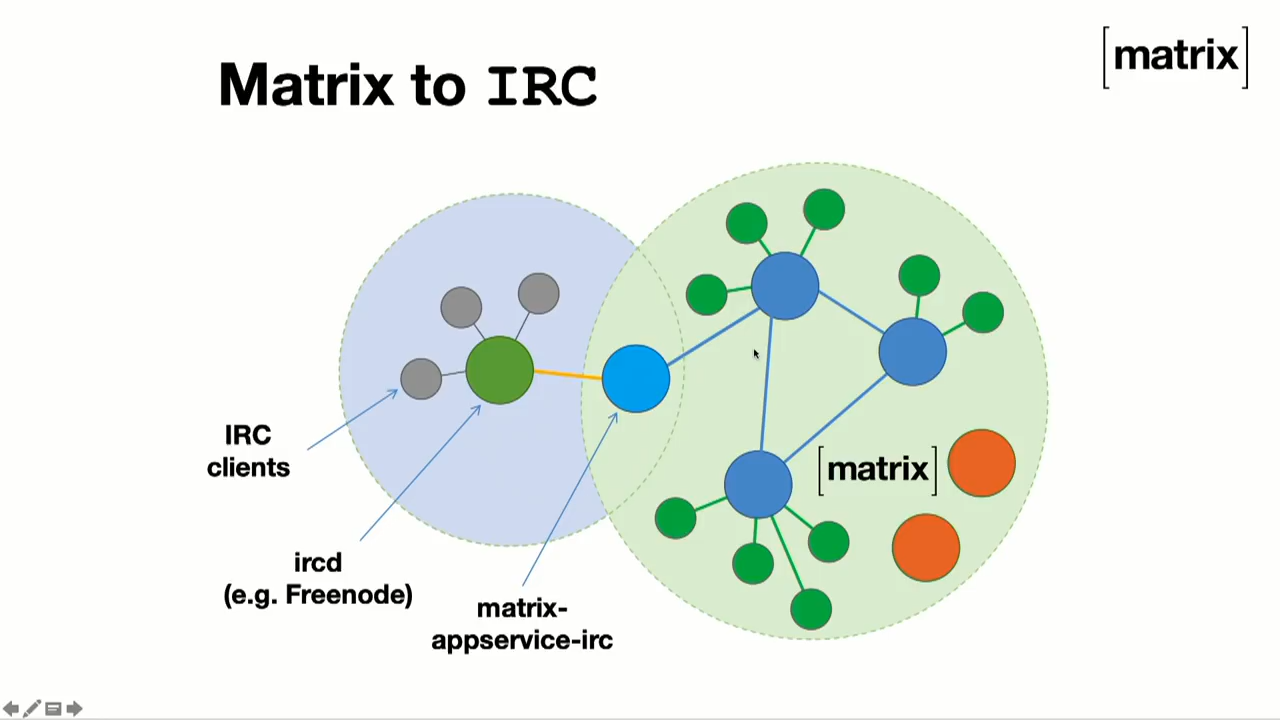 [matrix]
Matrix to IRC
IRC
clients
ircd
(e.g. Freenode)
matrix-
appservice-irc
[matrix]